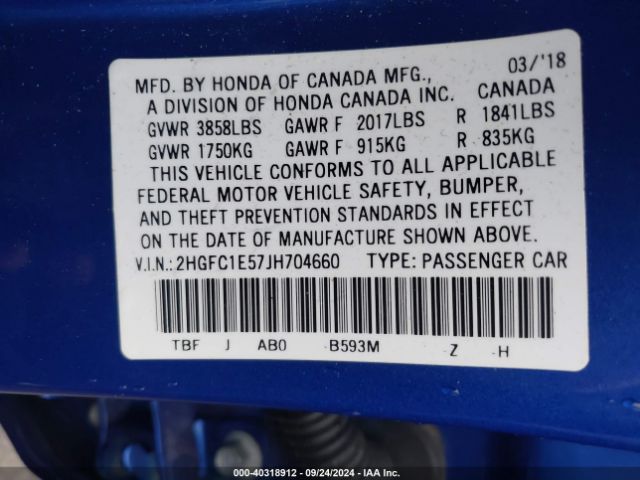 MFD. BY HONDA OF CANADA MFG., 03/'18
A DIVISION OF HONDA CANADA INC. CANADA
GVWR 3858LBS GAWR F 2017LBS R 1841LBS
GVWR 1750KG GAWR F 915KG R 835KG
THIS VEHICLE CONFORMS TO ALL APPLICABLE
FEDERAL MOTOR VEHICLE SAFETY, BUMPER,
AND THEFT PREVENTION STANDARDS IN EFFECT
ON THE DATE OF MANUFACTURE SHOWN ABOVE.
V.I.N.:2HGFC1E57JH704660 TYPE: PASSENGER CAR
TBF J AB0 B593M Z H
000-40318912 - 09/24/2024 - IAA Inc.